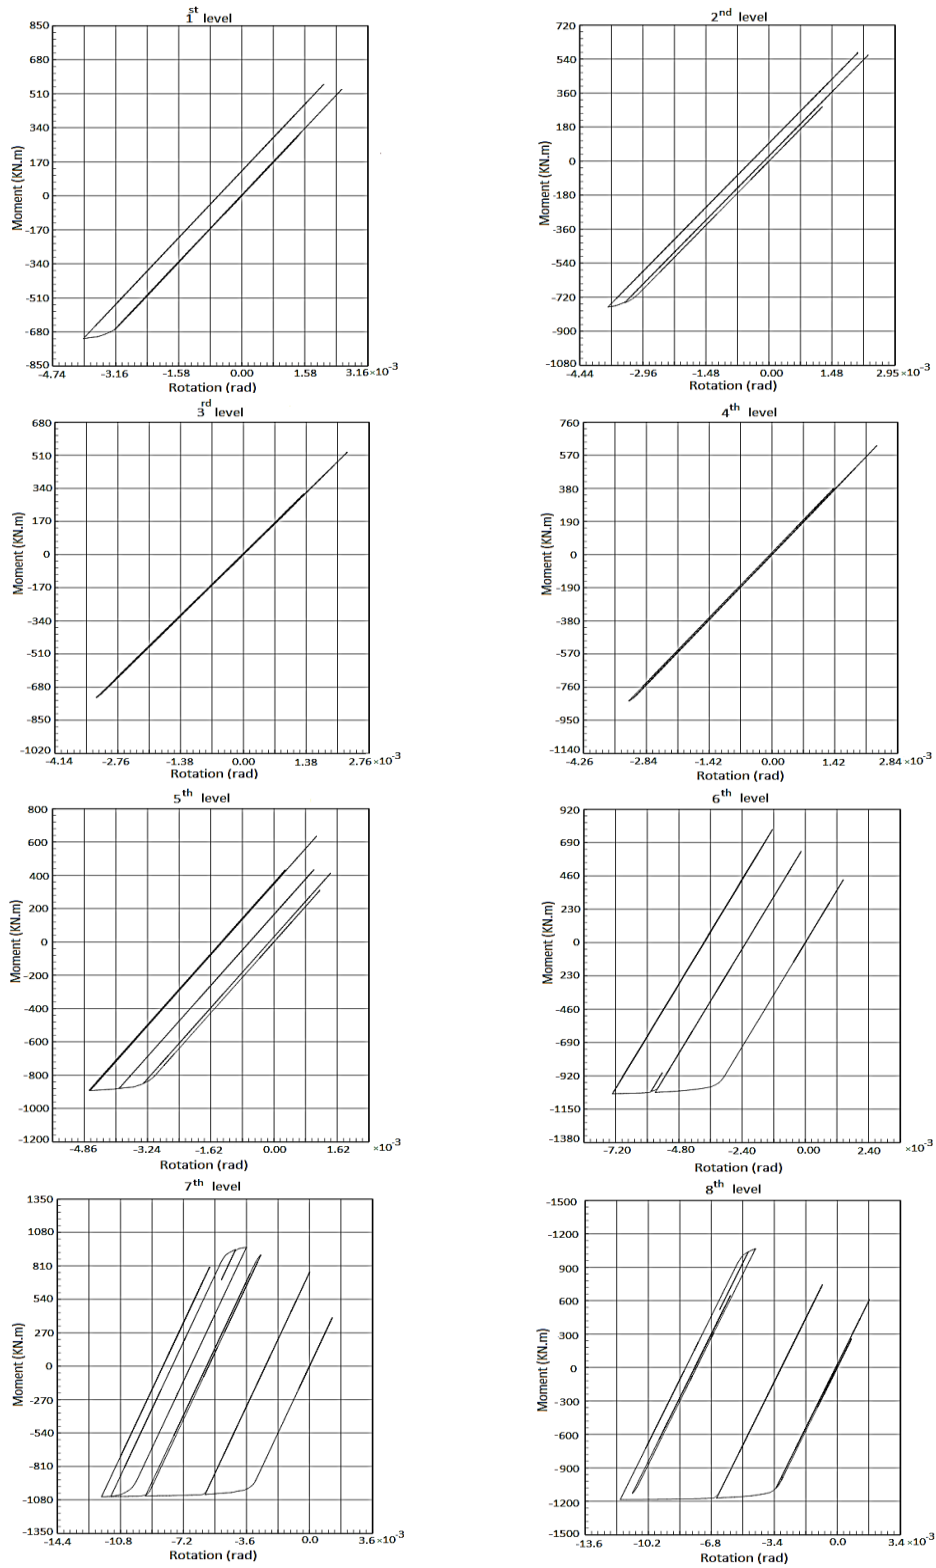 1st level
850
680
510
340
170
0
-170
-340
-510
-680
-850
Moment (KN.m)
-4.74 -3.16 -1.58 0.00 1.58 3.16×10-3
Rotation (rad)
2nd level
720
540
360
180
0
-180
-360
-540
-720
-900
-1080
Moment (KN.m)
-4.44 -2.96 -1.48 0.00 1.48 2.95×10-3
Rotation (rad)
3rd level
680
510
340
170
0
-170
-340
-510
-680
-850
-1020
Moment (KN.m)
-4.14 -2.76 -1.38 0.00 1.38 2.76×10-3
Rotation (rad)
4th level
760
570
380
190
0
-190
-380
-570
-760
-950
-1140
Moment (KN.m)
-4.26 -2.84 -1.42 0.00 1.42 2.84×10-3
Rotation (rad)
5th level
800
600
400
200
0
-200
-400
-600
-800
-1000
-1200
Moment (KN.m)
-4.86 -3.24 -1.62 0.00 1.62 ×10-3
Rotation (rad)
6th level
920
690
460
230
0
230
-460
-690
-920
-1150
-1380
Moment (KN.m)
-7.20 -4.80 -2.40 0.00 2.40 ×10-3
Rotation (rad)
7th level
1350
1080
810
540
270
0
-270
-540
-810
-1080
-1350
Moment (KN.m)
-14.4 -10.8 -7.2 -3.6 0.0 3.6 ×10-3
Rotation (rad)
8th level
-1500
-1200
900
600
300
0
-300
-600
-900
-1200
-1500
Moment (KN.m)
-13.6 -10.2 -6.8 -3.4 0.0 3.4 ×10-3
Rotation (rad)